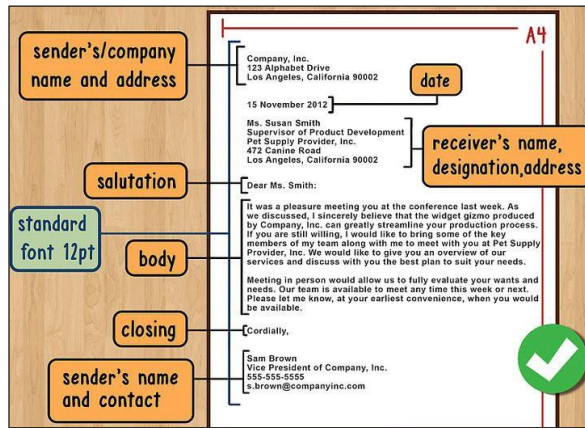 A4
sender's/company
name and address
Company, Inc.
123 Alphabet Drive
Los Angeles, California 90002
date
15 November 2012
Ms. Susan Smith
Supervisor of Product Development
Pet Supply Provider, Inc.
472 Canine Road
Los Angeles, California 90002
receiver's name,
designation,address
salutation
Dear Ms. Smith:
standard
font 12pt
body
It was a pleasure meeting you at the conference last week. As
we discussed, I sincerely believe that the widget gizmo produced
by Company, Inc. can greatly streamline your production process.
If you are still willing, I would like to bring some of the key
members of my team along with me to meet with you at Pet Supply
Provider, Inc. We would like to give you an overview of our
services and discuss with you the best plan to suit your needs.
Meeting in person would allow us to fully evaluate your wants and
needs. Our team is available to meet any time this week or next.
Please let me know, at your earliest convenience, when you would
be available.
closing
Cordially,
sender's name
and contact
Sam Brown
Vice President of Company, Inc.
555-555-5555
s.brown@companyinc.com